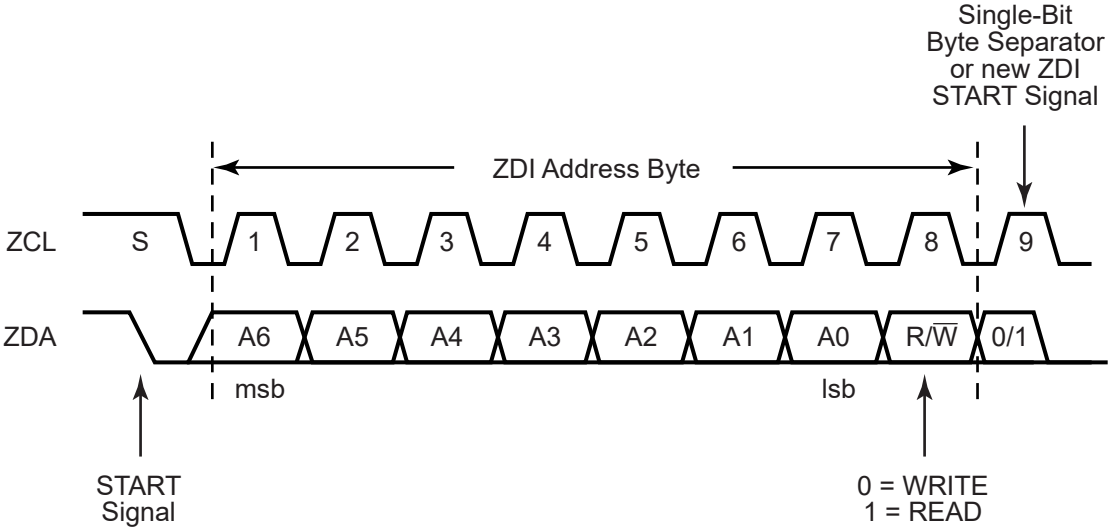 Single-Bit
Byte Separator
or new ZDI
START Signal
ZDI Address Byte
ZCL S 1 2 3 4 5 6 7 8 9
ZDA A6 A5 A4 A3 A2 A1 A0 R/W̅ 0/1
msb lsb
START
Signal
0 = WRITE
1 = READ